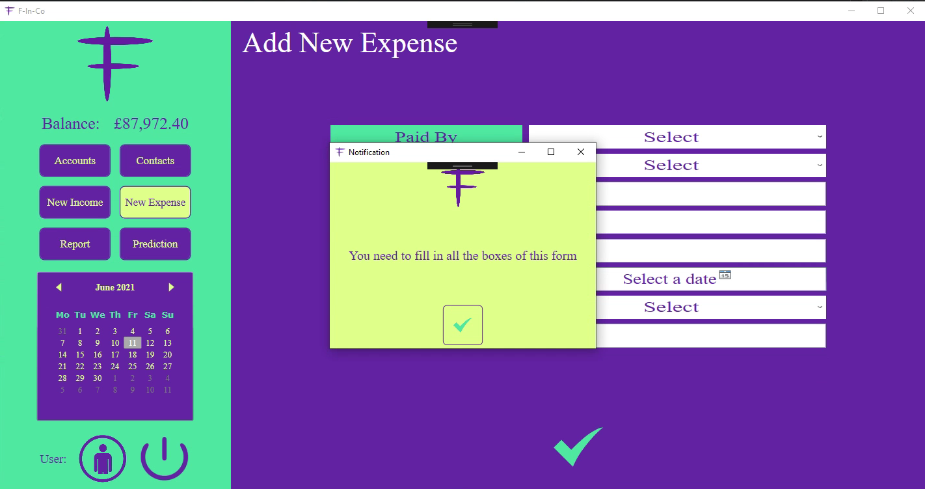 F-In-Co
Add New Expense
Balance: £87,972.40
Accounts
Contacts
New Income
New Expense
Report
Prediction
June 2021
Mo Tu We Th Fr Sa Su
31 1 2 3 4 5 6
7 8 9 10 11 12 13
14 15 16 17 18 19 20
21 22 23 24 25 26 27
28 29 30 1 2 3 4
5 6 7 8 9 10 11
User:
Paid By
Select
Select
Select a date
Select
Notification
You need to fill in all the boxes of this form